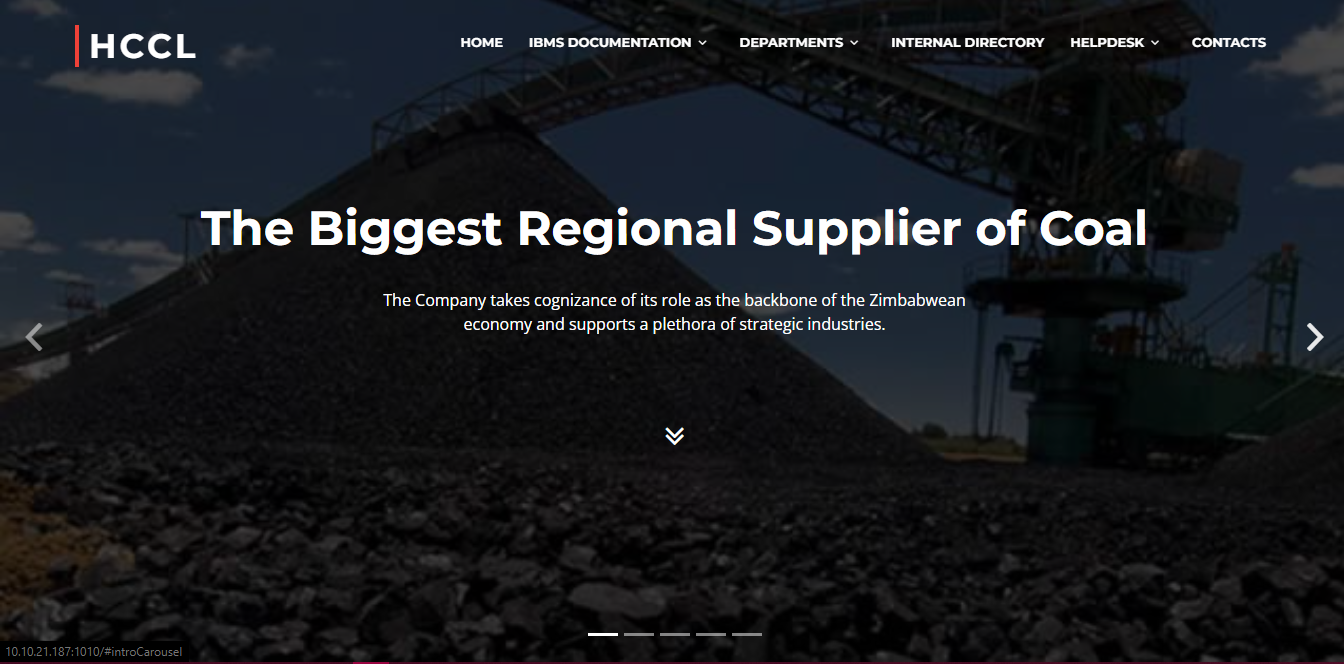 HCCL
HOME IBMS DOCUMENTATION DEPARTMENTS INTERNAL DIRECTORY HELPDESK CONTACTS
The Biggest Regional Supplier of Coal
The Company takes cognizance of its role as the backbone of the Zimbabwean
economy and supports a plethora of strategic industries.
10.10.21.187:1010/#introCarousel